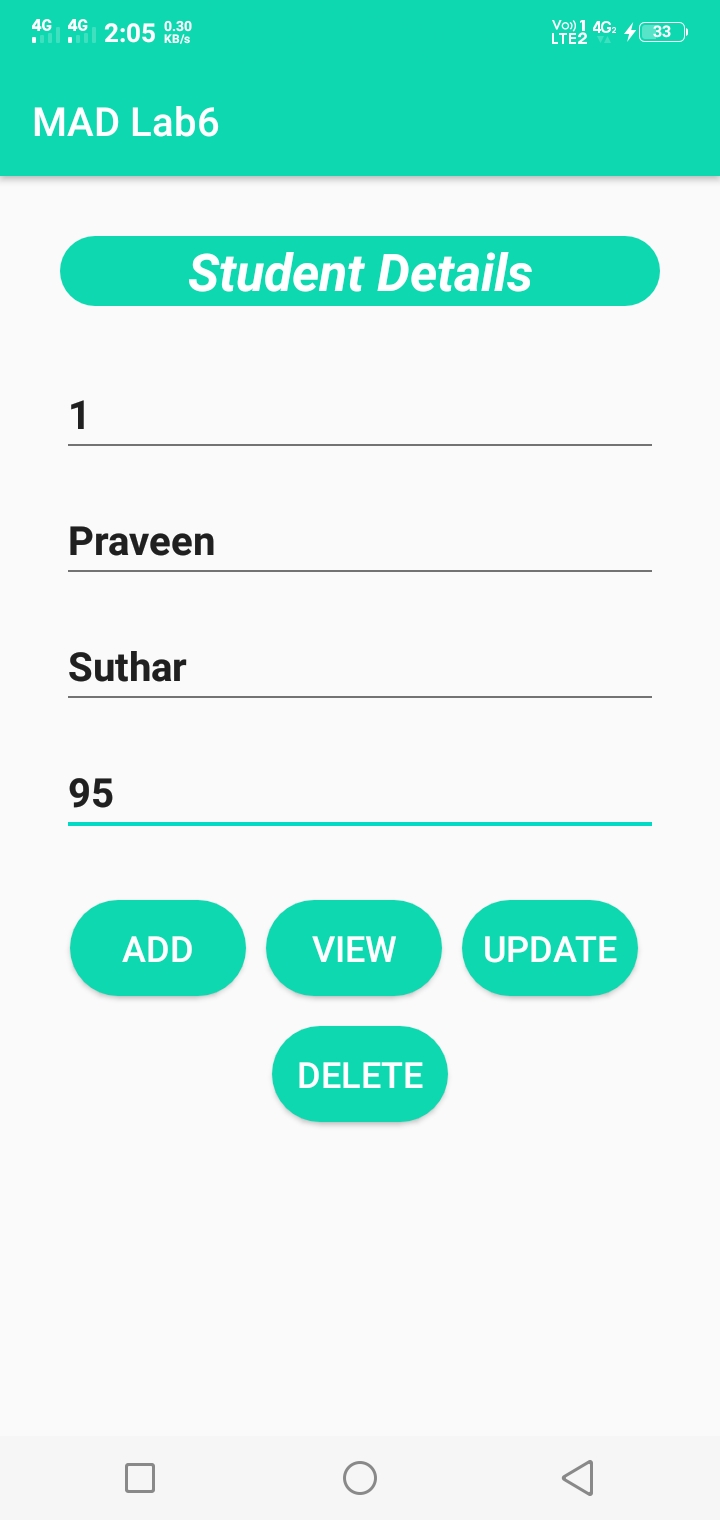 4G 4G 2:05 0.30 KB/s Vo)) 1 LTE2 4G2 33
MAD Lab6
Student Details
1
Praveen
Suthar
95
ADD VIEW UPDATE
DELETE